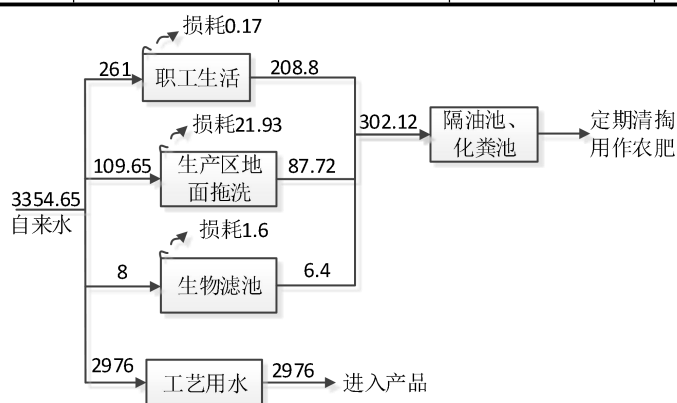 损耗0.17
261
职工生活
208.8
损耗21.93
109.65
生产区地
面拖洗
87.72
302.12
隔油池、
化粪池
定期清掏
用作农肥
3354.65
自来水
损耗1.6
8
生物滤池
6.4
2976
工艺用水
2976
进入产品